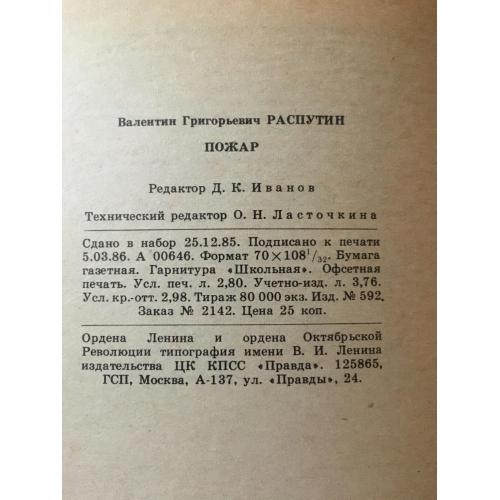 Валентин Григорьевич РАСПУТИН
ПОЖАР
Редактор Д. К. Иванов
Технический редактор О. Н. Ласточкина
Сдано в набор 25.12.85. Подписано к печати
5.03.86. А 00646. Формат 70×108¹/₃₂. Бумага
газетная. Гарнитура «Школьная». Офсетная
печать. Усл. печ. л. 2,80. Учетно-изд. л. 3,76.
Усл. кр.-отт. 2,98. Тираж 80 000 экз. Изд. № 592.
Заказ № 2142. Цена 25 коп.
Ордена Ленина и ордена Октябрьской
Революции типография имени В. И. Ленина
издательства ЦК КПСС «Правда». 125865,
ГСП, Москва, А-137, ул. «Правды», 24.